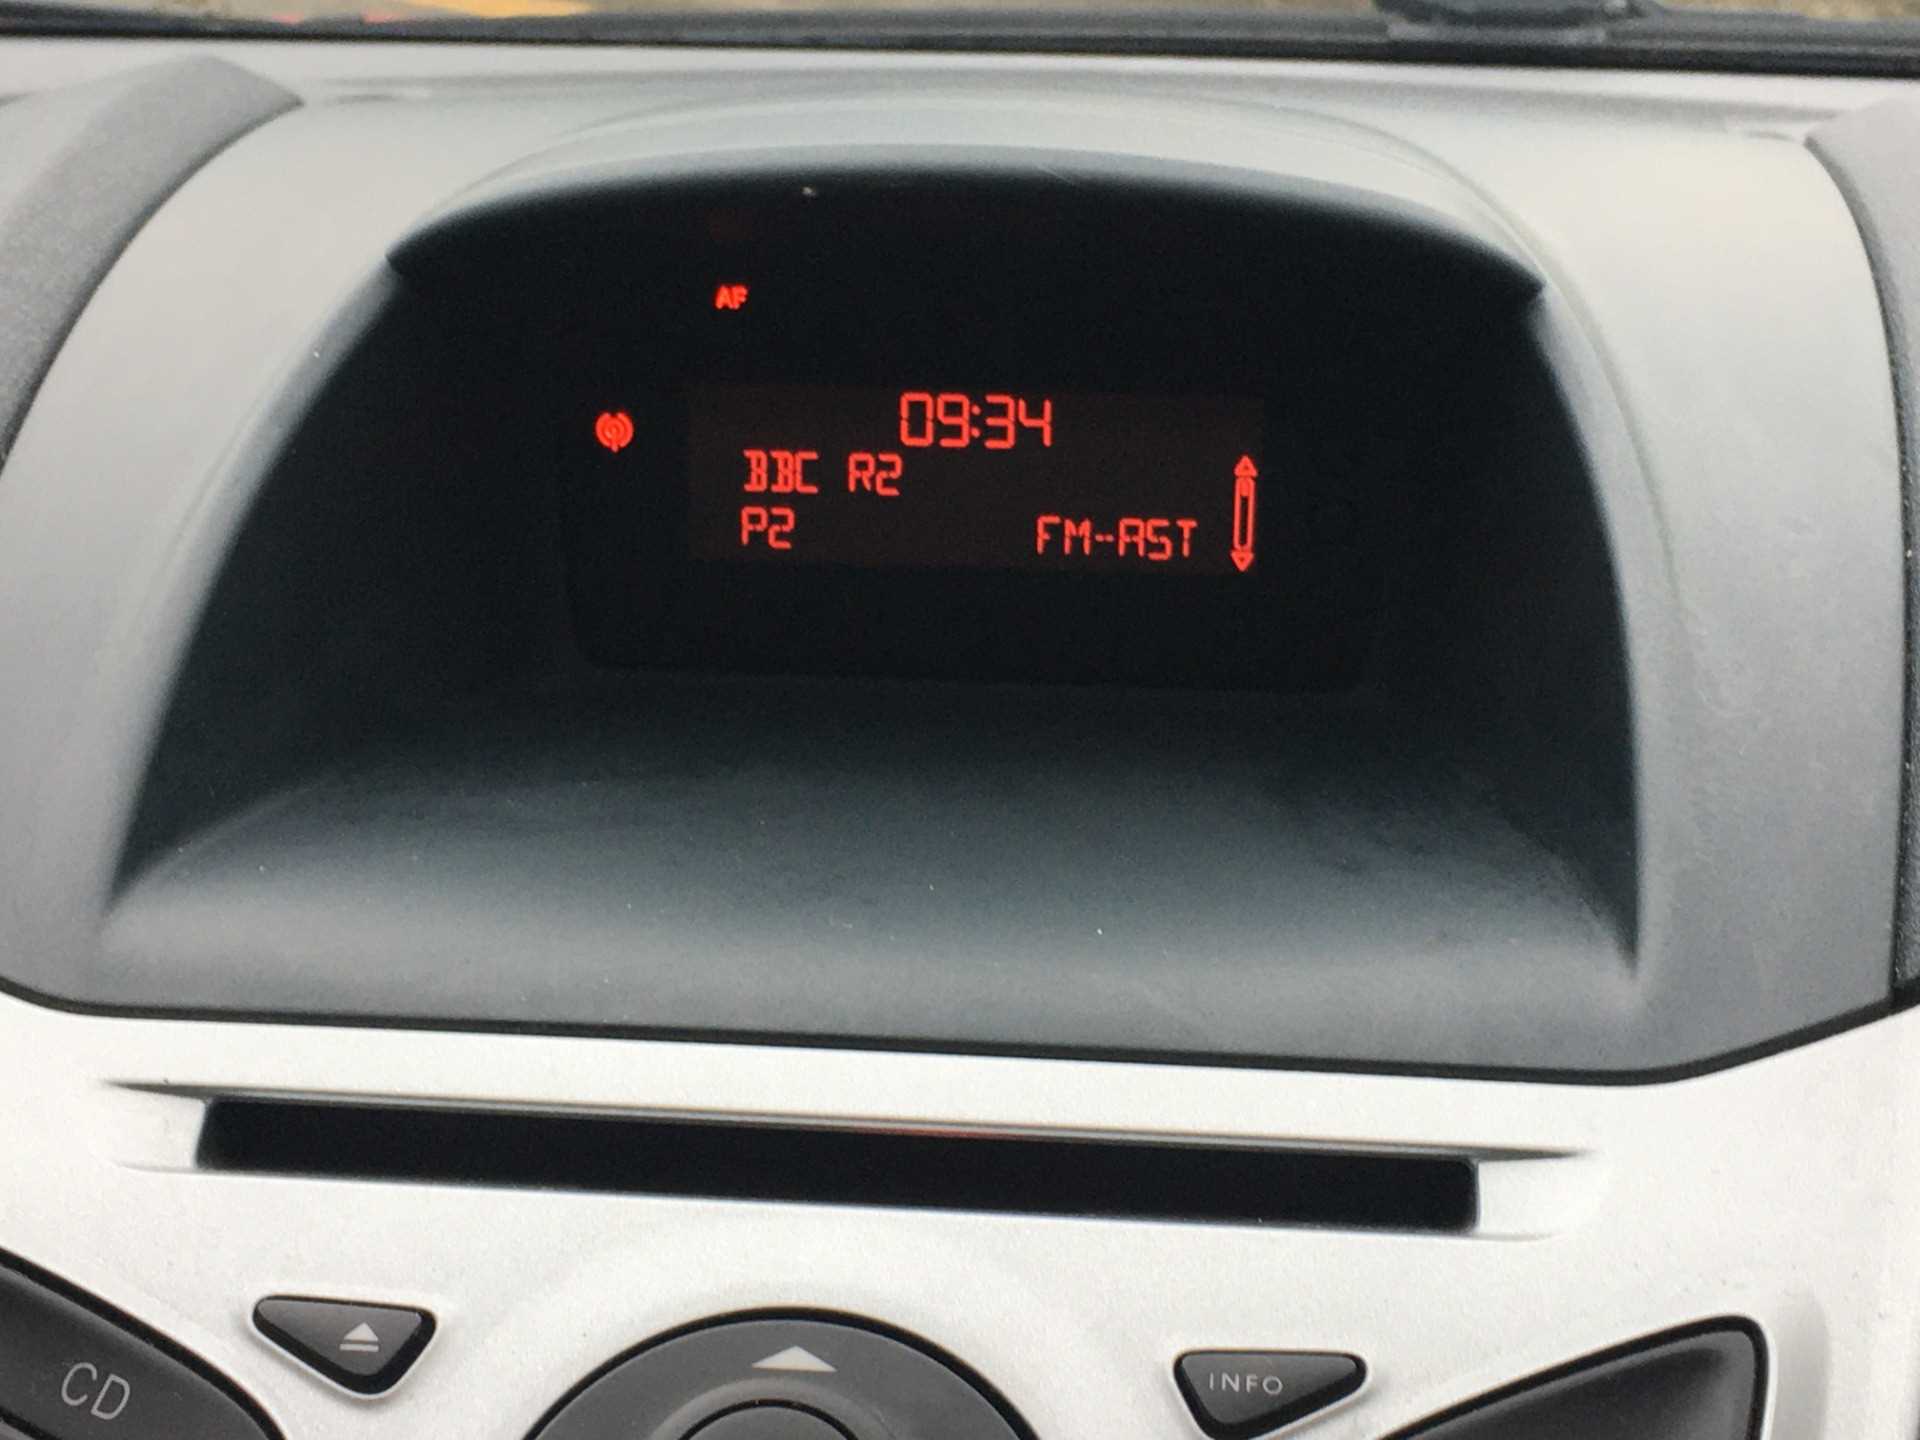 AF
09:34
BBC R2
P2 FM-AST
CD
INFO